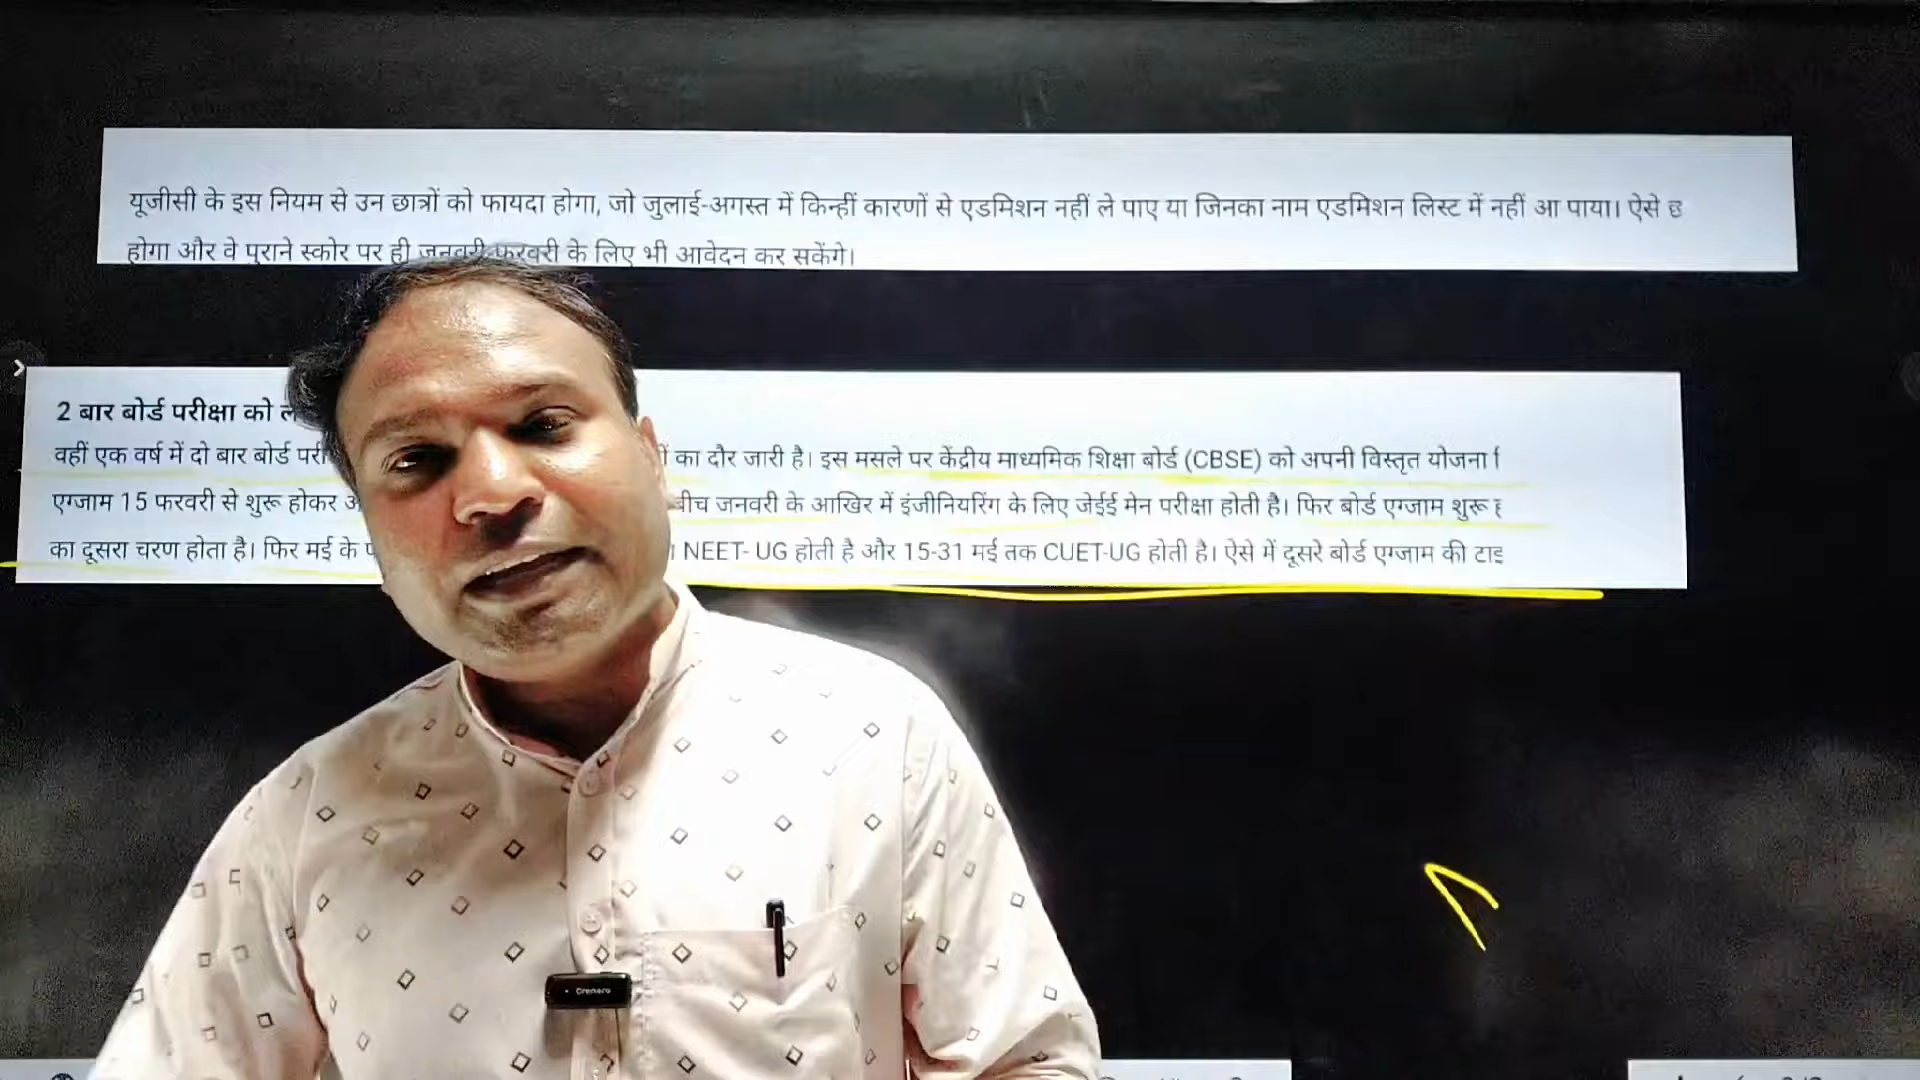 यूजीसी के इस नियम से उन छात्रों को फायदा होगा, जो जुलाई-अगस्त में किन्हीं कारणों से एडमिशन नहीं ले पाए या जिनका नाम एडमिशन लिस्ट में नहीं आ पाया। ऐसे
होगा और वे पुराने स्कोर पर ही जनवरी-फरवरी के लिए भी आवेदन कर सकेंगे।
2 बार बोर्ड परीक्षा को
वहीं एक वर्ष में दो बार बोर्ड का दौर जारी है। इस मसले पर केंद्रीय माध्यमिक शिक्षा बोर्ड (CBSE) को अपनी विस्तृत योजना
एग्जाम 15 फरवरी से शुरू होकर बीच जनवरी के आखिर में इंजीनियरिंग के लिए जेईई मेन परीक्षा होती है। फिर बोर्ड एग्जाम शुरू
का दूसरा चरण होता है। फिर मई के NEET- UG होती है और 15-31 मई तक CUET-UG होती है। ऐसे में दूसरे बोर्ड एग्जाम की